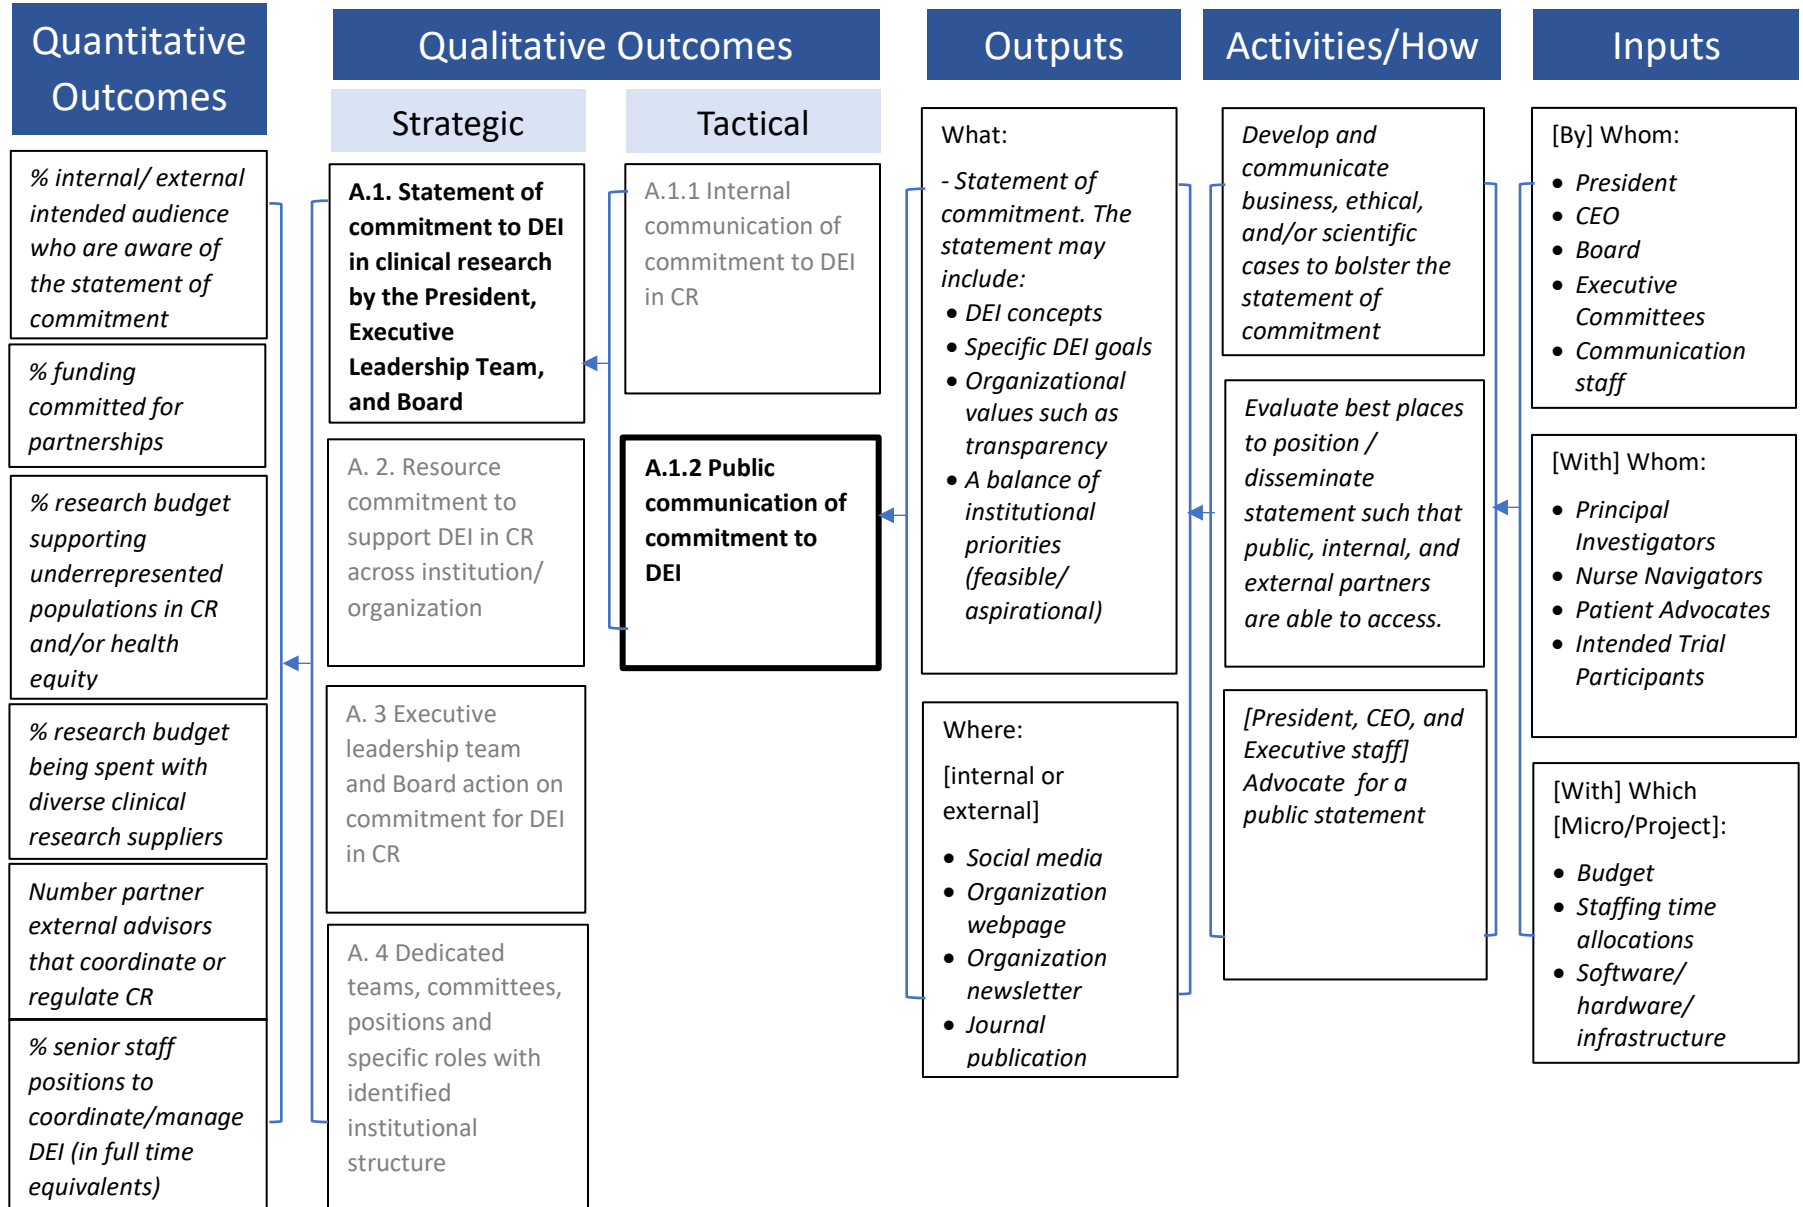 Quantitative
Outcomes
% internal/ external
intended audience
who are aware of
the statement of
commitment
% funding
committed for
partnerships
% research budget
supporting
underrepresented
populations in CR
and/or health
equity
% research budget
being spent with
diverse clinical
research suppliers
Number partner
external advisors
that coordinate or
regulate CR
% senior staff
positions to
coordinate/manage
DEI (in full time
equivalents)
Qualitative Outcomes
Strategic
A.1. Statement of
commitment to DEI
in clinical research
by the President,
Executive
Leadership Team,
and Board
A. 2. Resource
commitment to
support DEI in CR
across institution/
organization
A. 3 Executive
leadership team
and Board action on
commitment for DEI
in CR
A. 4 Dedicated
teams, committees,
positions and
specific roles with
identified
institutional
structure
Tactical
A.1.1 Internal
communication of
commitment to DEI
in CR
A.1.2 Public
communication of
commitment to
DEI
Outputs
What:
- Statement of
commitment. The
statement may
include:
• DEI concepts
• Specific DEI goals
• Organizational
values such as
transparency
• A balance of
institutional
priorities
(feasible/
aspirational)
Where:
[internal or
external]
• Social media
• Organization
webpage
• Organization
newsletter
• Journal
publication
Activities/How
Develop and
communicate
business, ethical,
and/or scientific
cases to bolster the
statement of
commitment
Evaluate best places
to position /
disseminate
statement such that
public, internal, and
external partners
are able to access.
[President, CEO, and
Executive staff]
Advocate for a
public statement
Inputs
[By] Whom:
• President
• CEO
• Board
• Executive
Committees
• Communication
staff
[With] Whom:
• Principal
Investigators
• Nurse Navigators
• Patient Advocates
• Intended Trial
Participants
[With] Which
[Micro/Project]:
• Budget
• Staffing time
allocations
• Software/
hardware/
infrastructure